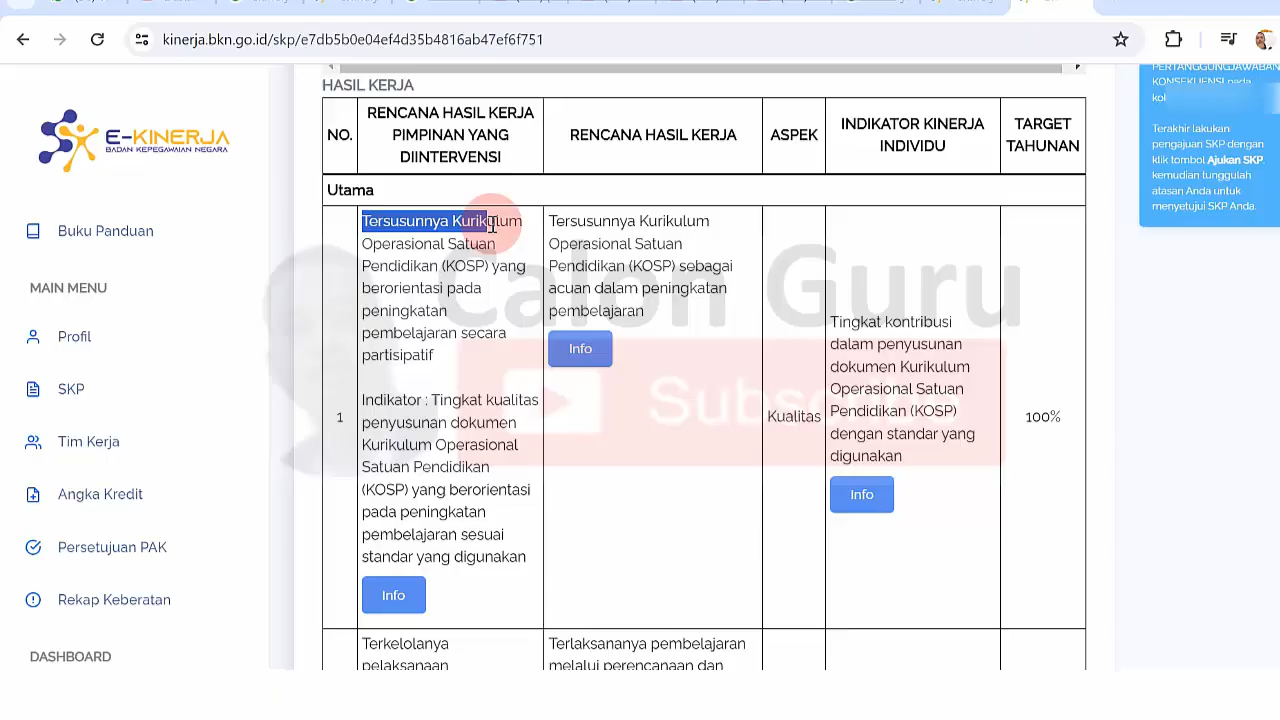 kinerja.bkn.go.id/skp/e7db5b0e04ef4d35b4816ab47ef6f751
E-KINERJA
BADAN KEPEGAWAIAN NEGARA
Buku Panduan
MAIN MENU
Profil
SKP
Tim Kerja
Angka Kredit
Persetujuan PAK
Rekap Keberatan
DASHBOARD
HASIL KERJA
NO.
RENCANA HASIL KERJA
PIMPINAN YANG
DIINTERVENSI
RENCANA HASIL KERJA
ASPEK
INDIKATOR KINERJA
INDIVIDU
TARGET
TAHUNAN
Utama
1
Tersusunnya Kurikulum
Operasional Satuan
Pendidikan (KOSP) yang
berorientasi pada
peningkatan
pembelajaran secara
partisipatif
Indikator : Tingkat kualitas
penyusunan dokumen
Kurikulum Operasional
Satuan Pendidikan
(KOSP) yang berorientasi
pada peningkatan
pembelajaran sesuai
standar yang digunakan
Info
Tersusunnya Kurikulum
Operasional Satuan
Pendidikan (KOSP) sebagai
acuan dalam peningkatan
pembelajaran
Info
Kualitas
Tingkat kontribusi
dalam penyusunan
dokumen Kurikulum
Operasional Satuan
Pendidikan (KOSP)
dengan standar yang
digunakan
Info
100%
Terkelolanya
pelaksanaan
Terlaksananya pembelajaran
melalui perencanaan dan
Calon Guru
PERTANGGUNGJAWABAN
KONSEKUENSI pada
Terakhir lakukan
pengajuan SKP dengan
klik tombol Ajukan SKP,
kemudian tunggulah
atasan Anda untuk
menyetujui SKP Anda.